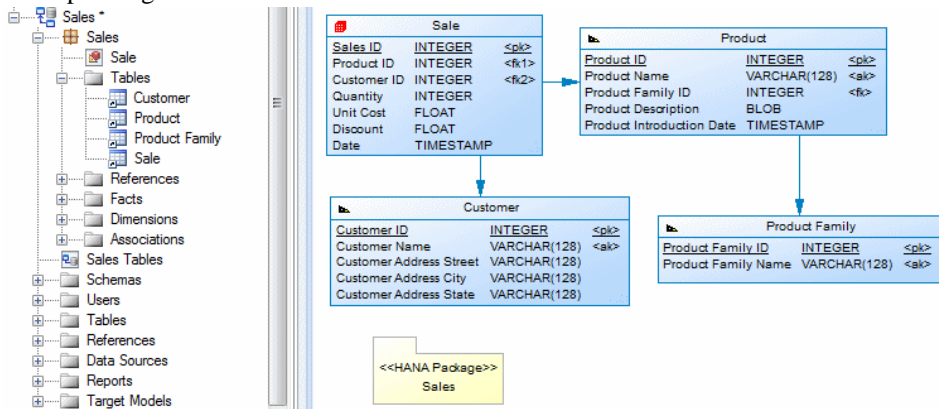 Sales *
Sales
Sale
Tables
Customer
Product
Product Family
Sale
References
Facts
Dimensions
Associations
Sales Tables
Schemas
Users
Tables
References
Data Sources
Reports
Target Models
Sale
Sales ID INTEGER <pk>
Product ID INTEGER <fk1>
Customer ID INTEGER <fk2>
Quantity INTEGER
Unit Cost FLOAT
Discount FLOAT
Date TIMESTAMP
Product
Product ID INTEGER <pk>
Product Name VARCHAR(128) <ak>
Product Family ID INTEGER <fk>
Product Description BLOB
Product Introduction Date TIMESTAMP
Customer
Customer ID INTEGER <pk>
Customer Name VARCHAR(128) <ak>
Customer Address Street VARCHAR(128)
Customer Address City VARCHAR(128)
Customer Address State VARCHAR(128)
Product Family
Product Family ID INTEGER <pk>
Product Family Name VARCHAR(128) <ak>
<<HANA Package>>
Sales